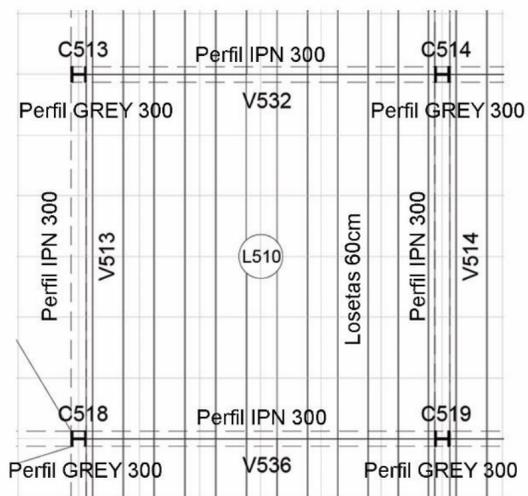 C513
Perfil IPN 300
C514
Perfil GREY 300
V532
Perfil GREY 300
Perfil IPN 300
V513
L510
Losetas 60cm
Perfil IPN 300
V514
C518
Perfil IPN 300
C519
Perfil GREY 300
V536
Perfil GREY 300